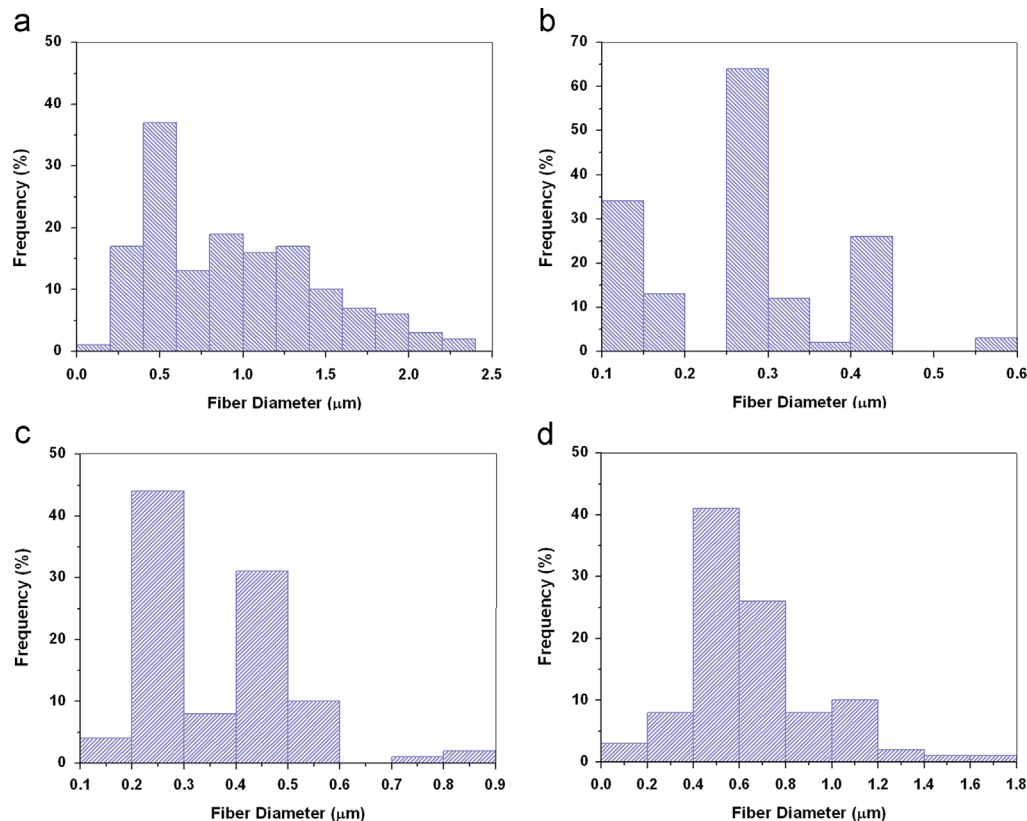 a
50
40
30
20
10
0
Frequency (%)
0.0 0.5 1.0 1.5 2.0 2.5
Fiber Diameter (μm)
b
70
60
50
40
30
20
10
0
Frequency (%)
0.1 0.2 0.3 0.4 0.5 0.6
Fiber Diameter (μm)
c
50
40
30
20
10
0
Frequency (%)
0.1 0.2 0.3 0.4 0.5 0.6 0.7 0.8 0.9
Fiber Diameter (μm)
d
50
40
30
20
10
0
Frequency (%)
0.0 0.2 0.4 0.6 0.8 1.0 1.2 1.4 1.6 1.8
Fiber Diameter (μm)